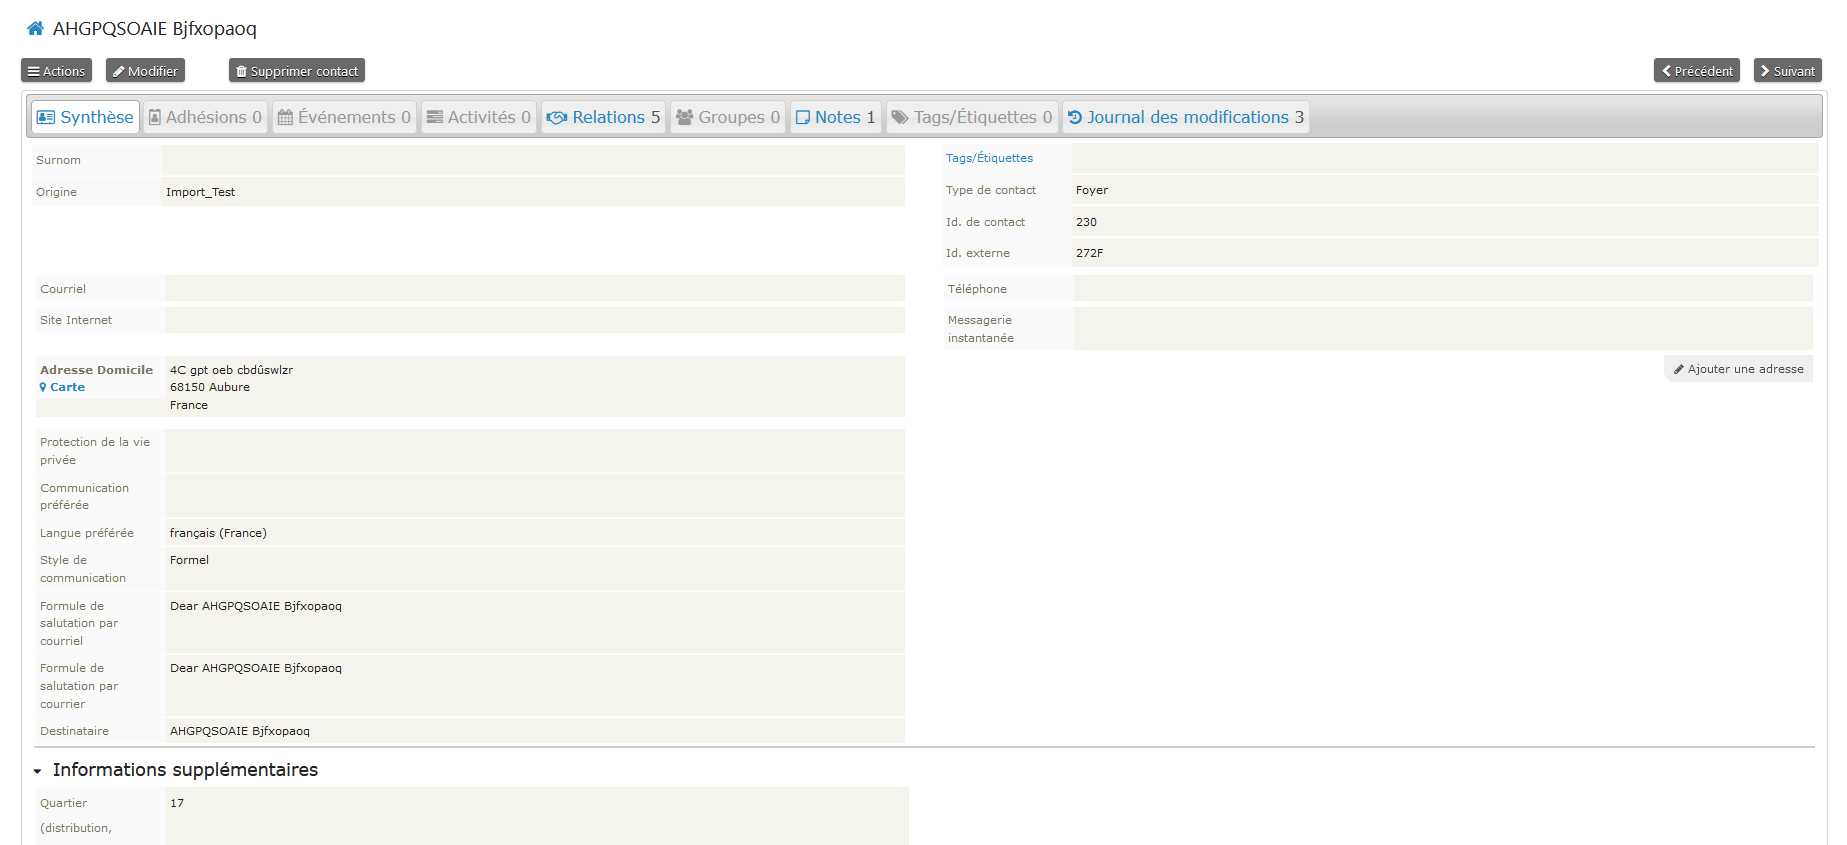 AHGPQSOAIE Bjfxopaoq
Actions
Modifier
Supprimer contact
Précédent
Suivant
Synthèse
Adhésions 0
Événements 0
Activités 0
Relations 5
Groupes 0
Notes 1
Tags/Étiquettes 0
Journal des modifications 3
Surnom
Origine
Import_Test
Tags/Étiquettes
Type de contact
Foyer
Id. de contact
230
Id. externe
272F
Courriel
Site Internet
Téléphone
Messagerie
instantanée
Adresse Domicile
Carte
4C gpt oeb cbdûswlzr
68150 Aubure
France
Ajouter une adresse
Protection de la vie
privée
Communication
préférée
Langue préférée
français (France)
Style de
communication
Formel
Formule de
salutation par
courriel
Dear AHGPQSOAIE Bjfxopaoq
Formule de
salutation par
courrier
Dear AHGPQSOAIE Bjfxopaoq
Destinataire
AHGPQSOAIE Bjfxopaoq
Informations supplémentaires
Quartier
(distribution,
17